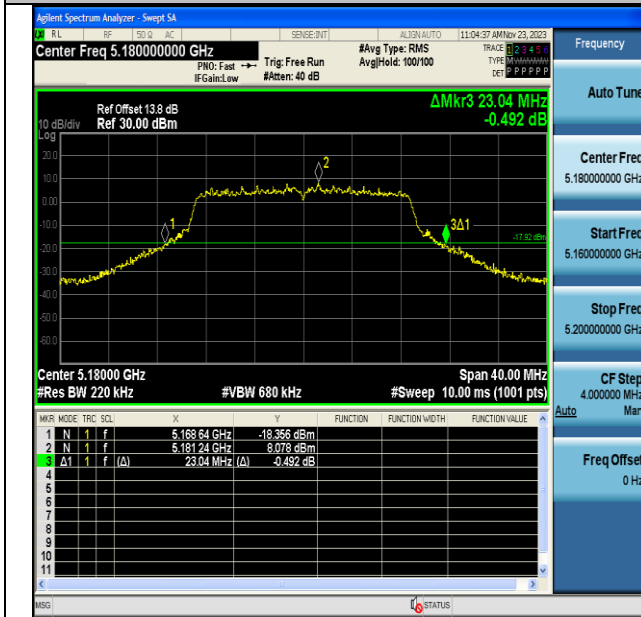 Agilent Spectrum Analyzer - Swept SA
RL RF 50 Ω AC SENSE:INT ALIGN AUTO 11:04:37 AM Nov 23, 2023
Center Freq 5.180000000 GHz #Avg Type: RMS TRACE 1 2 3 4 5 6
PNO: Fast Trig: Free Run Avg|Hold: 100/100 TYPE M
IFGain:Low #Atten: 40 dB DET P P P P P P
Frequency
Auto Tune
Center Freq
5.180000000 GHz
Start Freq
5.160000000 GHz
Stop Freq
5.200000000 GHz
CF Step
4.000000 MHz
Auto Man
Freq Offset
0 Hz
ΔMkr3 23.04 MHz
-0.492 dB
Ref Offset 13.8 dB
10 dB/div Ref 30.00 dBm
Log
20.0
10.0
0.00
-10.0
-20.0
-30.0
-40.0
-50.0
-60.0
1
2
3Δ1
-17.92 dBm
Center 5.18000 GHz Span 40.00 MHz
#Res BW 220 kHz #VBW 680 kHz #Sweep 10.00 ms (1001 pts)
MKR MODE TRC SCL X Y FUNCTION FUNCTION WIDTH FUNCTION VALUE
1 N 1 f 5.168 64 GHz -18.356 dBm
2 N 1 f 5.181 24 GHz 8.078 dBm
3 Δ1 1 f (Δ) 23.04 MHz (Δ) -0.492 dB
4
5
6
7
8
9
10
11
MSG STATUS